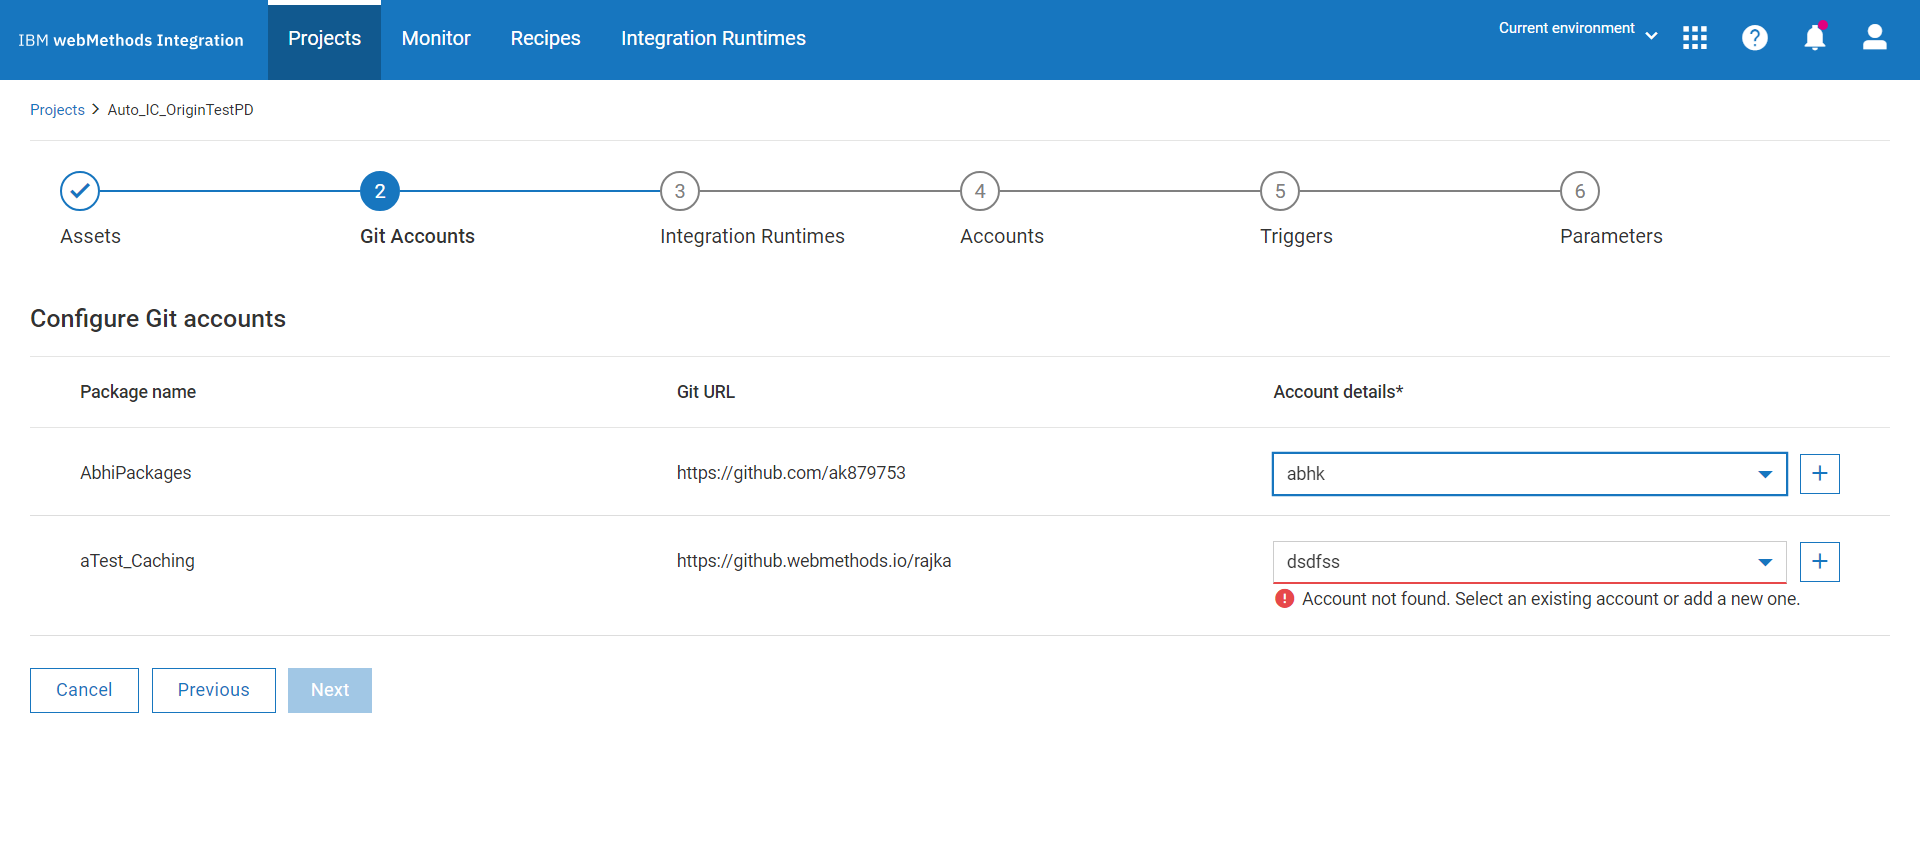 IBM webMethods Integration
Projects
Monitor
Recipes
Integration Runtimes
Current environment
?
Projects > Auto_IC_OriginTestPD
2
3
4
5
6
Assets
Git Accounts
Integration Runtimes
Accounts
Triggers
Parameters
Configure Git accounts
Package name
Git URL
Account details*
AbhiPackages
https://github.com/ak879753
abhk
+
aTest_Caching
https://github.webmethods.io/rajka
dsdfss
+
! Account not found. Select an existing account or add a new one.
Cancel
Previous
Next